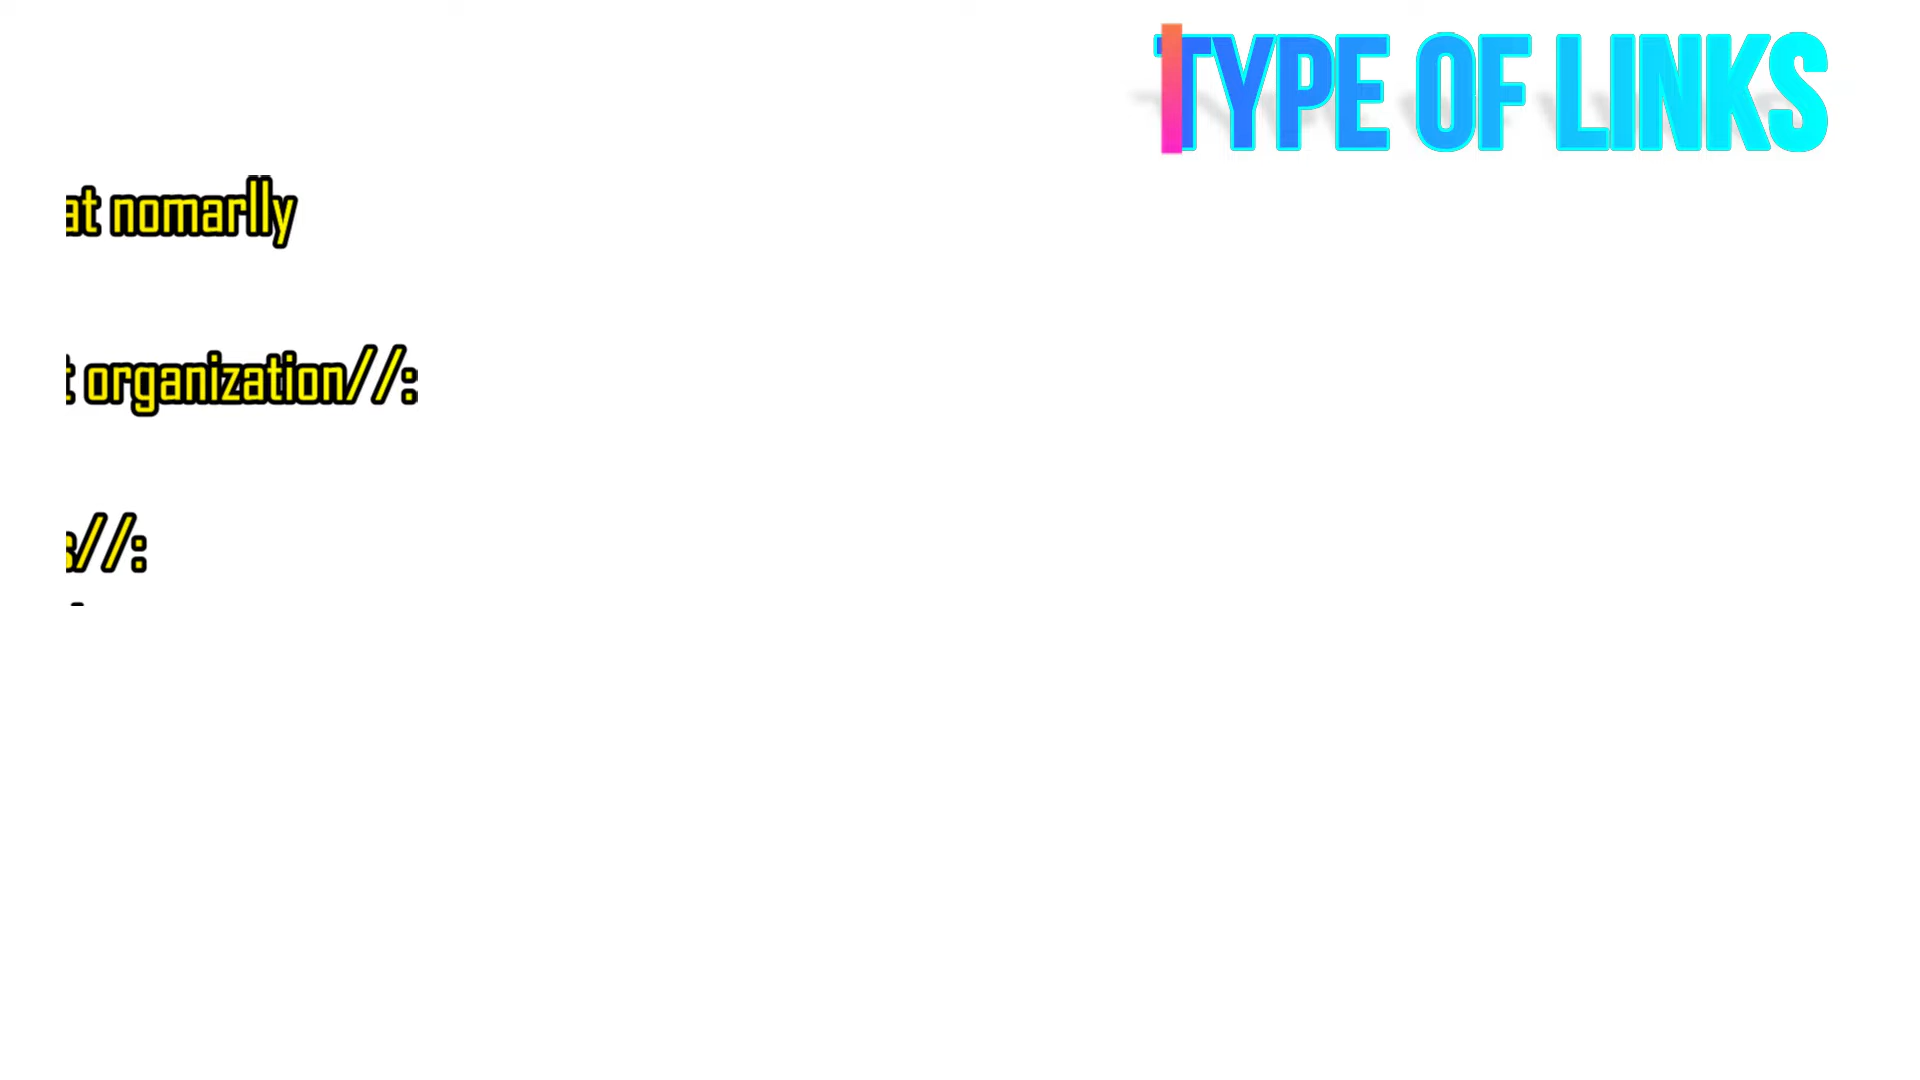 TYPE OF LINKS
at nomarlly
t organization//:
s//: